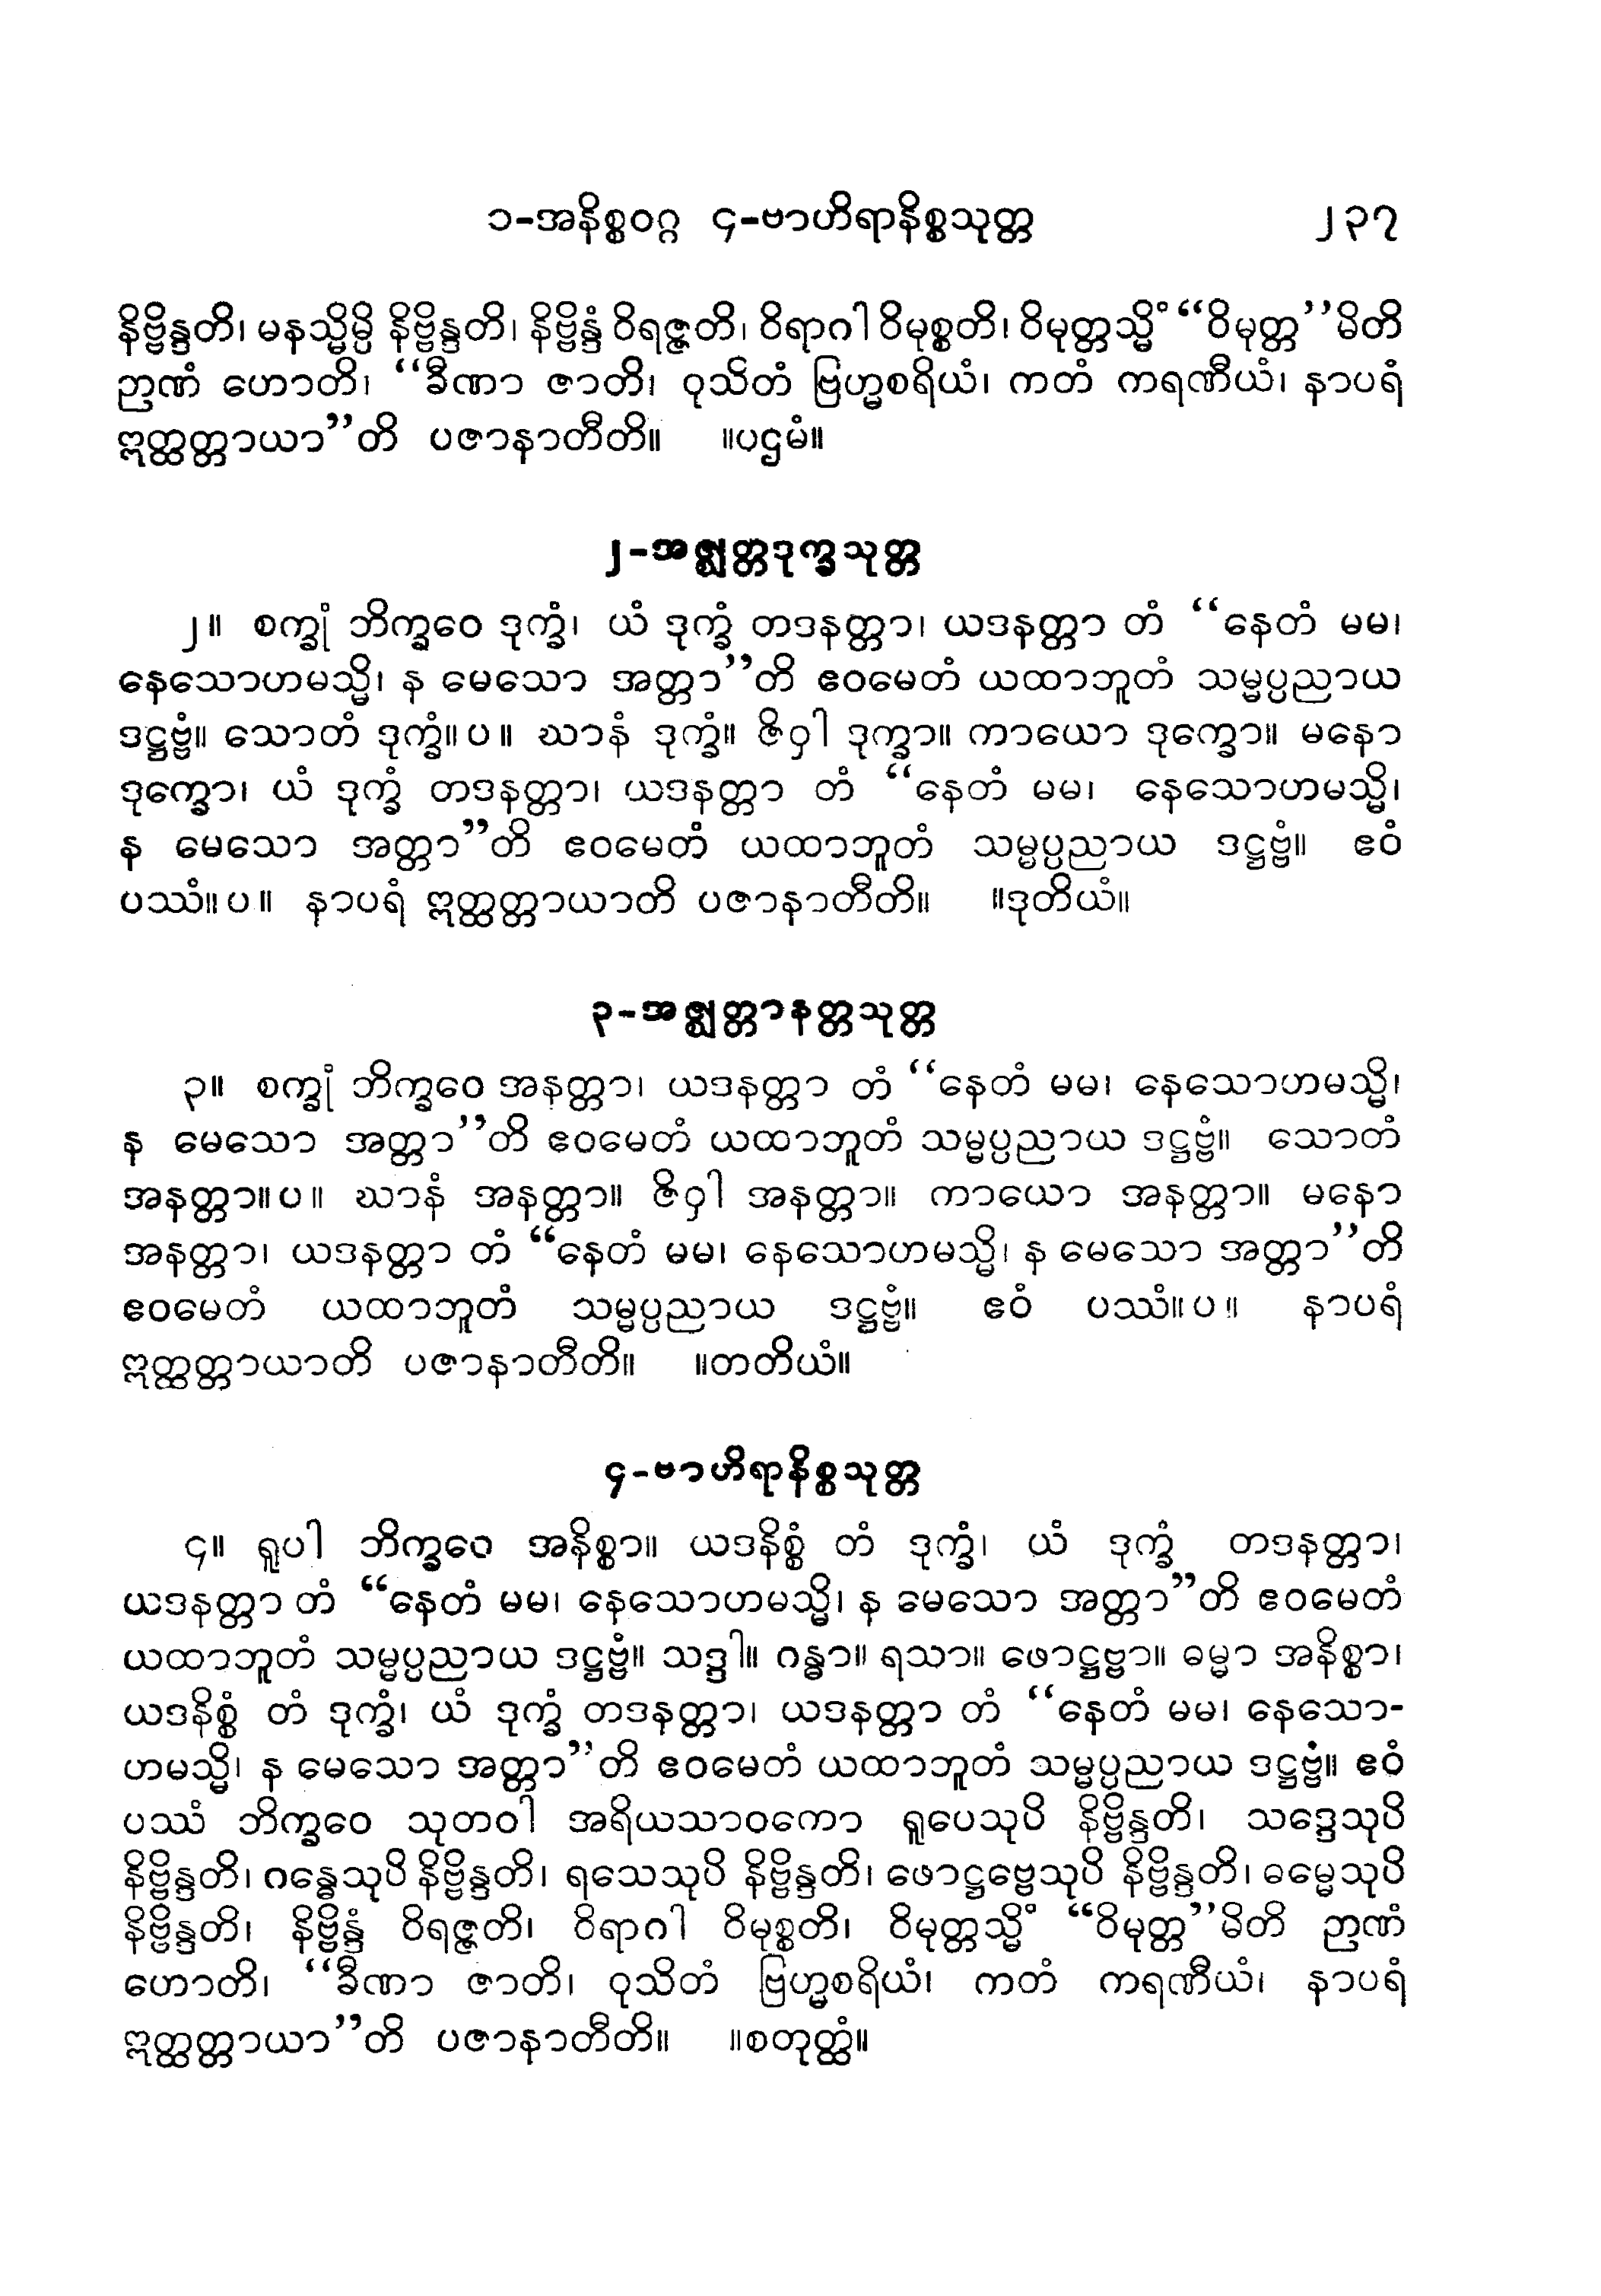 ၁-အနိစ္စဝဂ္ဂ ၄-ဗာဟိရာနိစ္စသုတ္တ ၂၃၇
နိဗ္ဗိန္ဒတိ၊ မနသ္မိမ္ပိ နိဗ္ဗိန္ဒတိ၊ နိဗ္ဗိန္ဒံ ဝိရဇ္ဇတိ၊ ဝိရာဂါ ဝိမုစ္စတိ၊ ဝိမုတ္တသ္မိံ “ဝိမုတ္တ”မိတိ
ဉာဏံ ဟောတိ၊ “ခီဏာ ဇာတိ၊ ဝုသိတံ ဗြဟ္မစရိယံ၊ ကတံ ကရဏီယံ၊ နာပရံ
ဣတ္ထတ္တာယာ”တိ ပဇာနာတီတိ။ ။ပဌမံ။
၂-အဇ္ဈတ္တဒုက္ခသုတ္တ
၂။ စက္ခုံ ဘိက္ခဝေ ဒုက္ခံ၊ ယံ ဒုက္ခံ တဒနတ္တာ၊ ယဒနတ္တာ တံ “နေတံ မမ၊
နေသောဟမသ္မိ၊ န မေသော အတ္တာ”တိ ဧဝမေတံ ယထာဘူတံ သမ္မပ္ပညာယ
ဒဋ္ဌဗ္ဗံ။ သောတံ ဒုက္ခံ။ပ။ ဃာနံ ဒုက္ခံ။ ဇိဝှါ ဒုက္ခာ။ ကာယော ဒုက္ခော။ မနော
ဒုက္ခော၊ ယံ ဒုက္ခံ တဒနတ္တာ၊ ယဒနတ္တာ တံ “နေတံ မမ၊ နေသောဟမသ္မိ၊
န မေသော အတ္တာ”တိ ဧဝမေတံ ယထာဘူတံ သမ္မပ္ပညာယ ဒဋ္ဌဗ္ဗံ။ ဧဝံ
ပဿံ။ပ။ နာပရံ ဣတ္ထတ္တာယာတိ ပဇာနာတီတိ။ ။ဒုတိယံ။
၃-အဇ္ဈတ္တာနတ္တသုတ္တ
၃။ စက္ခုံ ဘိက္ခဝေ အနတ္တာ၊ ယဒနတ္တာ တံ “နေတံ မမ၊ နေသောဟမသ္မိ၊
န မေသော အတ္တာ”တိ ဧဝမေတံ ယထာဘူတံ သမ္မပ္ပညာယ ဒဋ္ဌဗ္ဗံ။ သောတံ
အနတ္တာ။ပ။ ဃာနံ အနတ္တာ။ ဇိဝှါ အနတ္တာ။ ကာယော အနတ္တာ။ မနော
အနတ္တာ၊ ယဒနတ္တာ တံ “နေတံ မမ၊ နေသောဟမသ္မိ၊ န မေသော အတ္တာ”တိ
ဧဝမေတံ ယထာဘူတံ သမ္မပ္ပညာယ ဒဋ္ဌဗ္ဗံ။ ဧဝံ ပဿံ။ပ။ နာပရံ
ဣတ္ထတ္တာယာတိ ပဇာနာတီတိ။ ။တတိယံ။
၄-ဗာဟိရာနိစ္စသုတ္တ
၄။ ရူပါ ဘိက္ခဝေ အနိစ္စာ။ ယဒနိစ္စံ တံ ဒုက္ခံ၊ ယံ ဒုက္ခံ တဒနတ္တာ၊
ယဒနတ္တာ တံ “နေတံ မမ၊ နေသောဟမသ္မိ၊ န မေသော အတ္တာ”တိ ဧဝမေတံ
ယထာဘူတံ သမ္မပ္ပညာယ ဒဋ္ဌဗ္ဗံ။ သဒ္ဒါ။ ဂန္ဓာ။ ရသာ။ ဖောဋ္ဌဗ္ဗာ။ ဓမ္မာ အနိစ္စာ၊
ယဒနိစ္စံ တံ ဒုက္ခံ၊ ယံ ဒုက္ခံ တဒနတ္တာ၊ ယဒနတ္တာ တံ “နေတံ မမ၊ နေသော-
ဟမသ္မိ၊ န မေသော အတ္တာ”တိ ဧဝမေတံ ယထာဘူတံ သမ္မပ္ပညာယ ဒဋ္ဌဗ္ဗံ။ ဧဝံ
ပဿံ ဘိက္ခဝေ သုတဝါ အရိယသာဝကော ရူပေသုပိ နိဗ္ဗိန္ဒတိ၊ သဒ္ဒေသုပိ
နိဗ္ဗိန္ဒတိ၊ ဂန္ဓေသုပိ နိဗ္ဗိန္ဒတိ၊ ရသေသုပိ နိဗ္ဗိန္ဒတိ၊ ဖောဋ္ဌဗ္ဗေသုပိ နိဗ္ဗိန္ဒတိ၊ ဓမ္မေသုပိ
နိဗ္ဗိန္ဒတိ၊ နိဗ္ဗိန္ဒံ ဝိရဇ္ဇတိ၊ ဝိရာဂါ ဝိမုစ္စတိ၊ ဝိမုတ္တသ္မိံ “ဝိမုတ္တ”မိတိ ဉာဏံ
ဟောတိ၊ “ခီဏာ ဇာတိ၊ ဝုသိတံ ဗြဟ္မစရိယံ၊ ကတံ ကရဏီယံ၊ နာပရံ
ဣတ္ထတ္တာယာ”တိ ပဇာနာတီတိ။ ။စတုတ္ထံ။